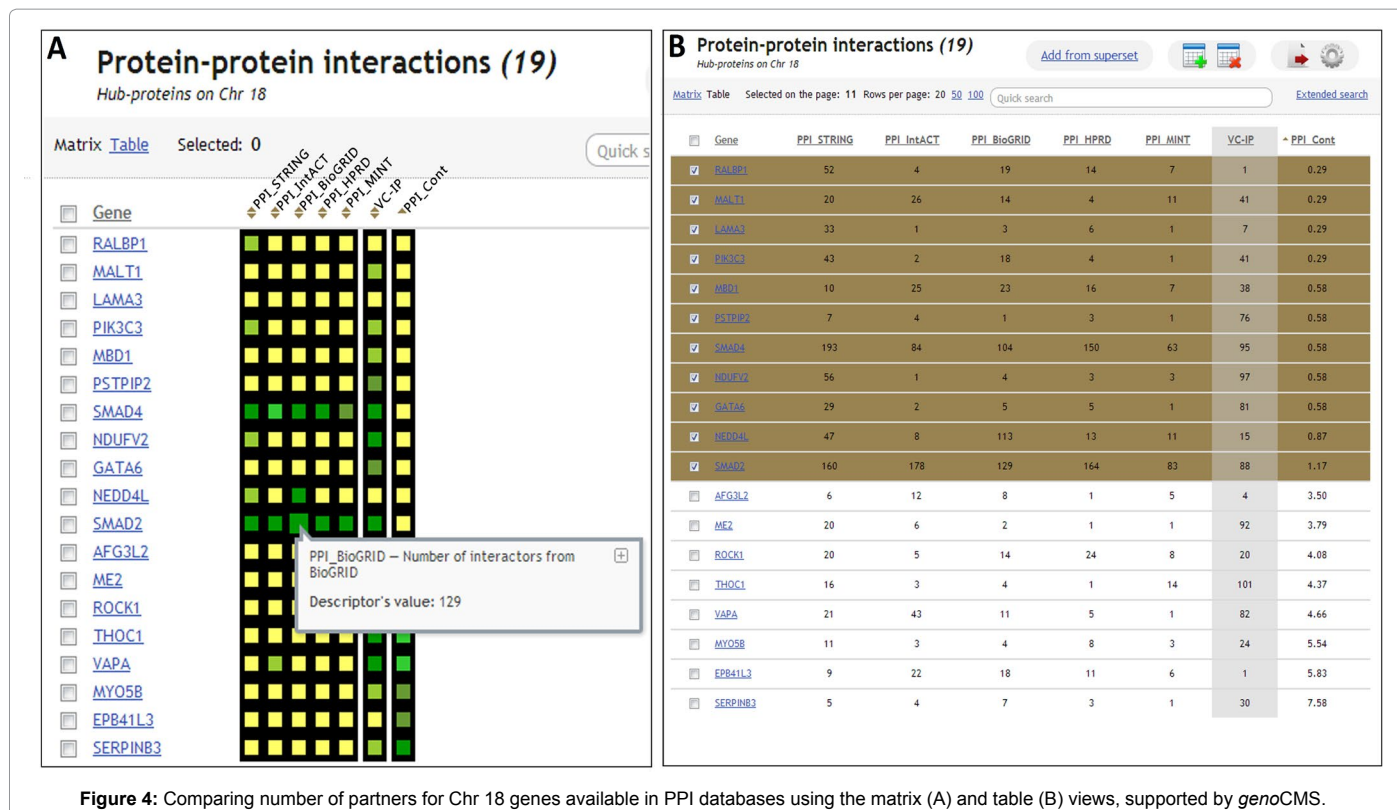 A
Protein-protein interactions (19)
Hub-proteins on Chr 18
Matrix Table Selected: 0 Quick s
Gene PPI_STRING PPI_IntACT PPI_BioGRID PPI_HPRD PPI_MINT VC-IP PPI_Cont
RALBP1
MALT1
LAMA3
PIK3C3
MBD1
PSTPIP2
SMAD4
NDUFV2
GATA6
NEDD4L
SMAD2
AFG3L2
ME2
ROCK1
THOC1
VAPA
MYO5B
EPB41L3
SERPINB3
PPI_BioGRID – Number of interactors from
BioGRID
Descriptor's value: 129
B
Protein-protein interactions (19)
Hub-proteins on Chr 18
Add from superset
Matrix Table Selected on the page: 11 Rows per page: 20 50 100 Quick search Extended search
Gene PPI_STRING PPI_IntACT PPI_BioGRID PPI_HPRD PPI_MINT VC-IP PPI_Cont
RALBP1 52 4 19 14 7 1 0.29
MALT1 20 26 14 4 11 41 0.29
LAMA3 33 1 3 6 1 7 0.29
PIK3C3 43 2 18 4 1 41 0.29
MBD1 10 25 23 16 7 38 0.58
PSTPIP2 7 4 1 3 1 76 0.58
SMAD4 193 84 104 150 63 95 0.58
NDUFV2 56 1 4 3 3 97 0.58
GATA6 29 2 5 5 1 81 0.58
NEDD4L 47 8 113 13 11 15 0.87
SMAD2 160 178 129 164 83 88 1.17
AFG3L2 6 12 8 1 5 4 3.50
ME2 20 6 2 1 1 92 3.79
ROCK1 20 5 14 24 8 20 4.08
THOC1 16 3 4 1 14 101 4.37
VAPA 21 43 11 5 1 82 4.66
MYO5B 11 3 4 8 3 24 5.54
EPB41L3 9 22 18 11 6 1 5.83
SERPINB3 5 4 7 3 1 30 7.58
Figure 4: Comparing number of partners for Chr 18 genes available in PPI databases using the matrix (A) and table (B) views, supported by genoCMS.